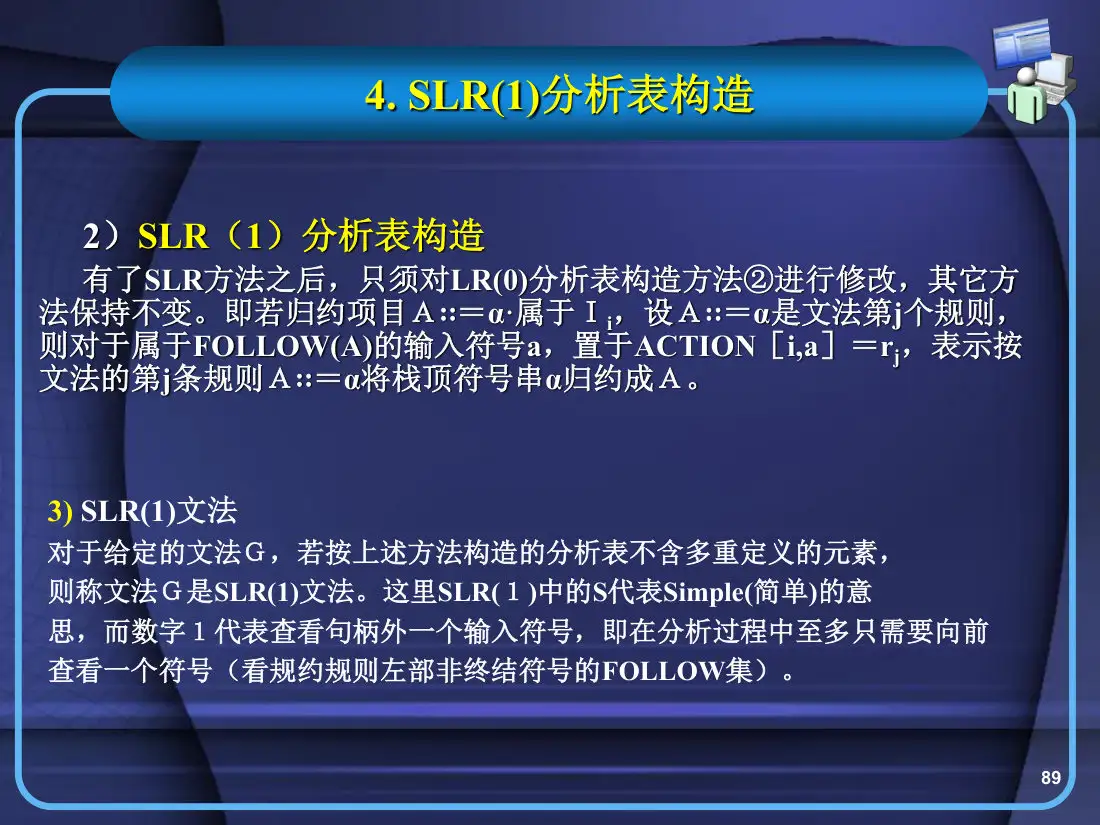 4. SLR(1)分析表构造
2）SLR（1）分析表构造
有了SLR方法之后，只须对LR(0)分析表构造方法②进行修改，其它方
法保持不变。即若归约项目Ａ∷＝α·属于Ｉi，设Ａ∷＝α是文法第j个规则，
则对于属于FOLLOW(A)的输入符号a，置于ACTION［i,a］＝rj，表示按
文法的第j条规则Ａ∷＝α将栈顶符号串α归约成Ａ。
3) SLR(1)文法
对于给定的文法Ｇ，若按上述方法构造的分析表不含多重定义的元素，
则称文法Ｇ是SLR(1)文法。这里SLR(１)中的S代表Simple(简单)的意
思，而数字１代表查看句柄外一个输入符号，即在分析过程中至多只需要向前
查看一个符号（看规约规则左部非终结符号的FOLLOW集）。
89